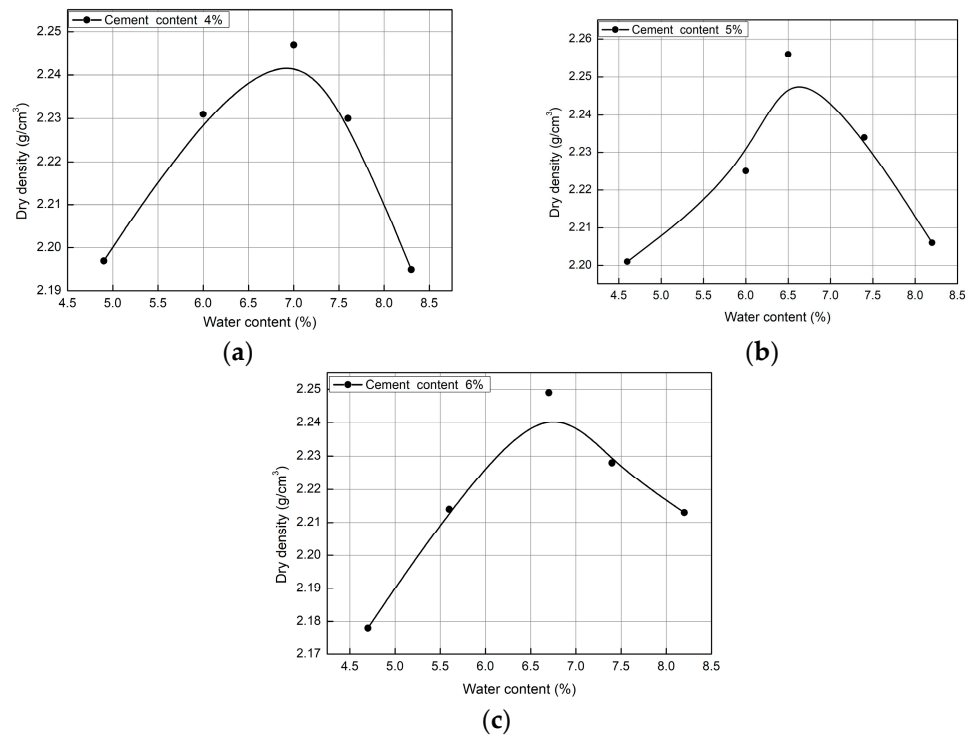 Cement content 4%
2.25
2.24
2.23
2.22
2.21
2.20
2.19
Dry density (g/cm³)
4.5 5.0 5.5 6.0 6.5 7.0 7.5 8.0 8.5
Water content (%)
(a)
Cement content 5%
2.26
2.25
2.24
2.23
2.22
2.21
2.20
Dry density (g/cm³)
4.5 5.0 5.5 6.0 6.5 7.0 7.5 8.0 8.5
Water content (%)
(b)
Cement content 6%
2.25
2.24
2.23
2.22
2.21
2.20
2.19
2.18
2.17
Dry density (g/cm³)
4.5 5.0 5.5 6.0 6.5 7.0 7.5 8.0 8.5
Water content (%)
(c)